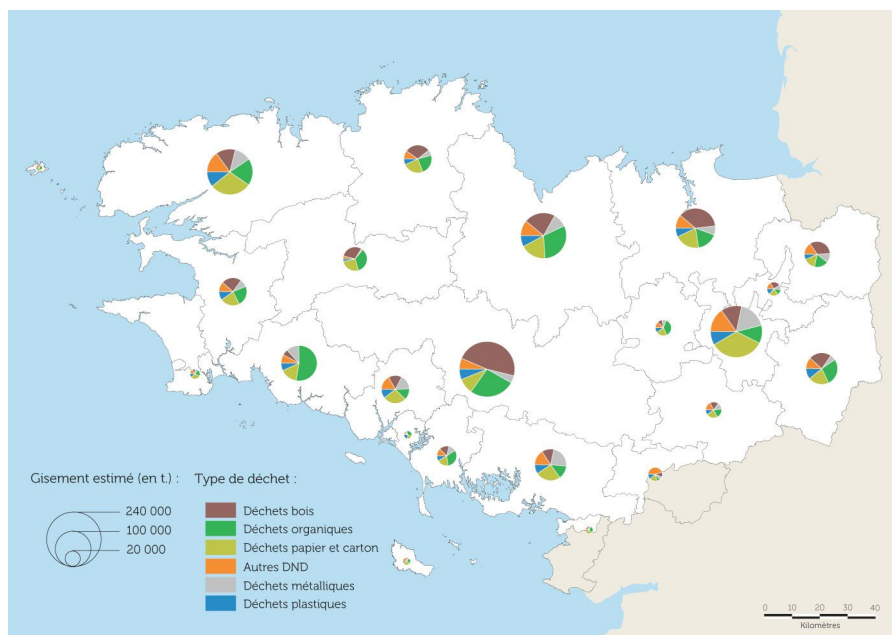 Gisement estimé (en t.) :
240 000
100 000
20 000
Type de déchet :
Déchets bois
Déchets organiques
Déchets papier et carton
Autres DND
Déchets métalliques
Déchets plastiques
0 10 20 30 40
Kilomètres